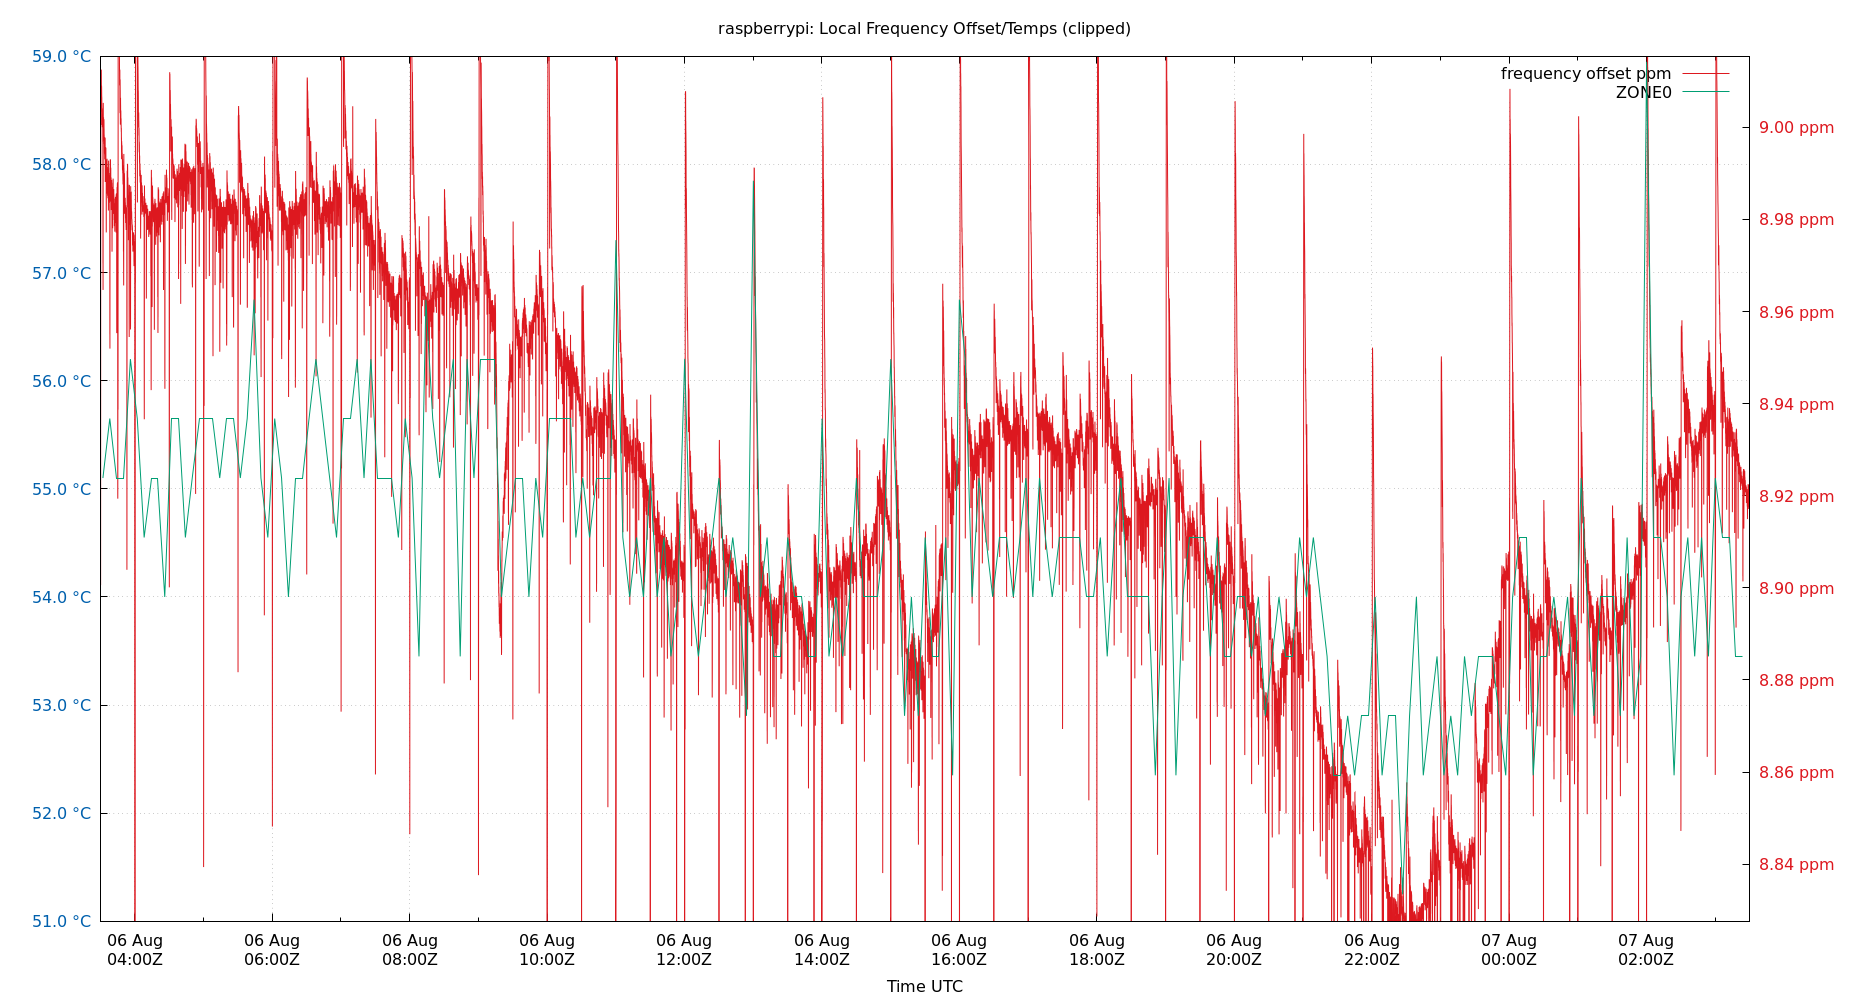 raspberrypi: Local Frequency Offset/Temps (clipped)
frequency offset ppm
ZONE0
59.0 °C
58.0 °C
57.0 °C
56.0 °C
55.0 °C
54.0 °C
53.0 °C
52.0 °C
51.0 °C
9.00 ppm
8.98 ppm
8.96 ppm
8.94 ppm
8.92 ppm
8.90 ppm
8.88 ppm
8.86 ppm
8.84 ppm
06 Aug 06 Aug 06 Aug 06 Aug 06 Aug 06 Aug 06 Aug 06 Aug 06 Aug 06 Aug 07 Aug 07 Aug
04:00Z 06:00Z 08:00Z 10:00Z 12:00Z 14:00Z 16:00Z 18:00Z 20:00Z 22:00Z 00:00Z 02:00Z
Time UTC